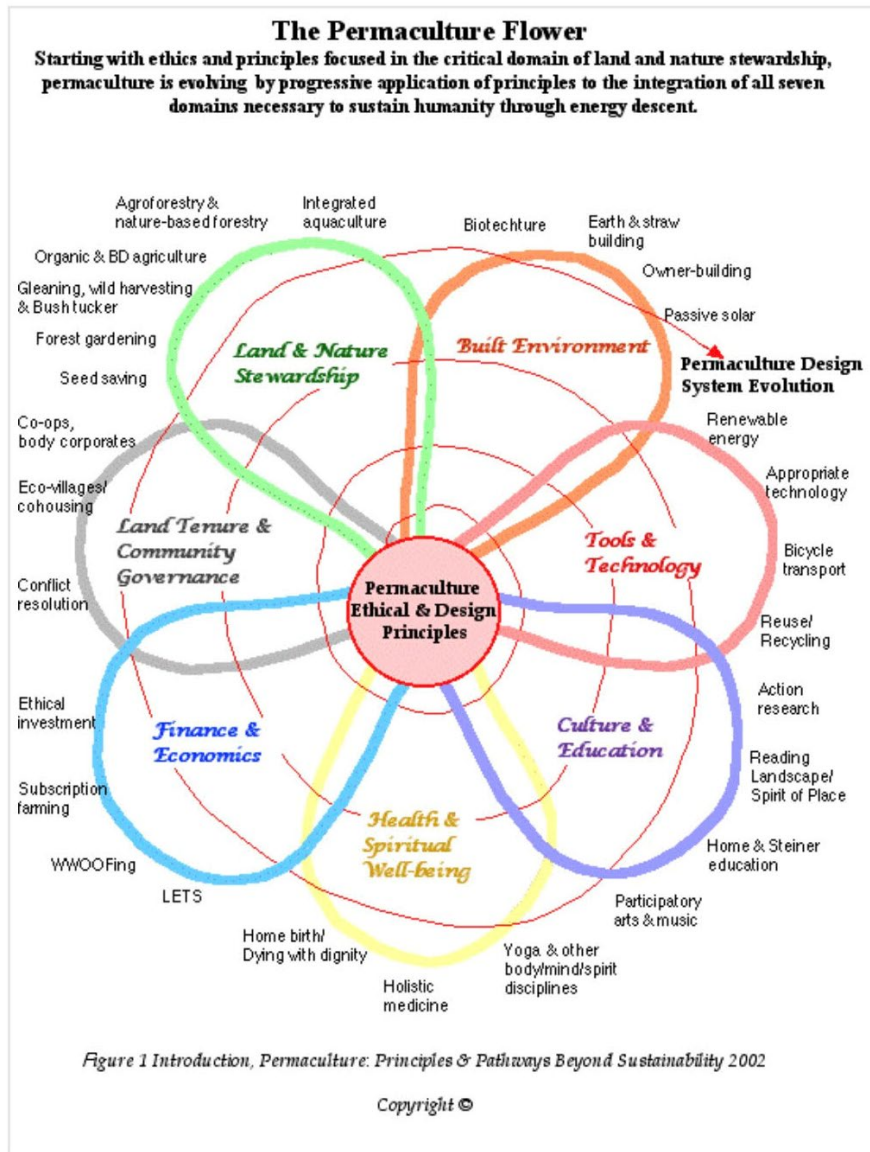 The Permaculture Flower
Starting with ethics and principles focused in the critical domain of land and nature stewardship,
permaculture is evolving by progressive application of principles to the integration of all seven
domains necessary to sustain humanity through energy descent.
Agroforestry &
nature-based forestry
Integrated
aquaculture
Biotechture
Earth & straw
building
Organic & BD agriculture
Owner-building
Gleaning, wild harvesting
& Bush tucker
Passive solar
Forest gardening
Land & Nature
Stewardship
Built Environment
Permaculture Design
System Evolution
Seed saving
Co-ops,
body corporates
Renewable
energy
Eco-villages/
cohousing
Appropriate
technology
Land Tenure &
Community
Governance
Tools &
Technology
Bicycle
transport
Conflict
resolution
Permaculture
Ethical & Design
Principles
Reuse/
Recycling
Ethical
investment
Action
research
Finance &
Economics
Culture &
Education
Subscription
farming
Reading
Landscape/
Spirit of Place
Health &
Spiritual
Well-being
WWOOFing
Home & Steiner
education
LETS
Participatory
arts & music
Home birth/
Dying with dignity
Yoga & other
body/mind/spirit
disciplines
Holistic
medicine
Figure 1 Introduction, Permaculture: Principles & Pathways Beyond Sustainability 2002
Copyright ©